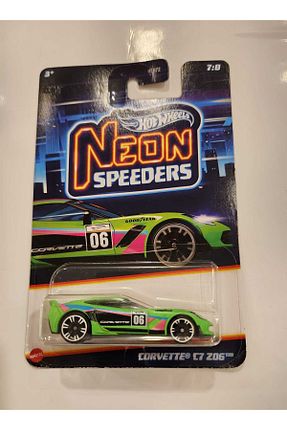 3+
7/8
Hot Wheels
NEON
SPEEDERS
GOODYEAR
CORVETTE
06
CORVETTE
06
CORVETTE® C7 Z06™